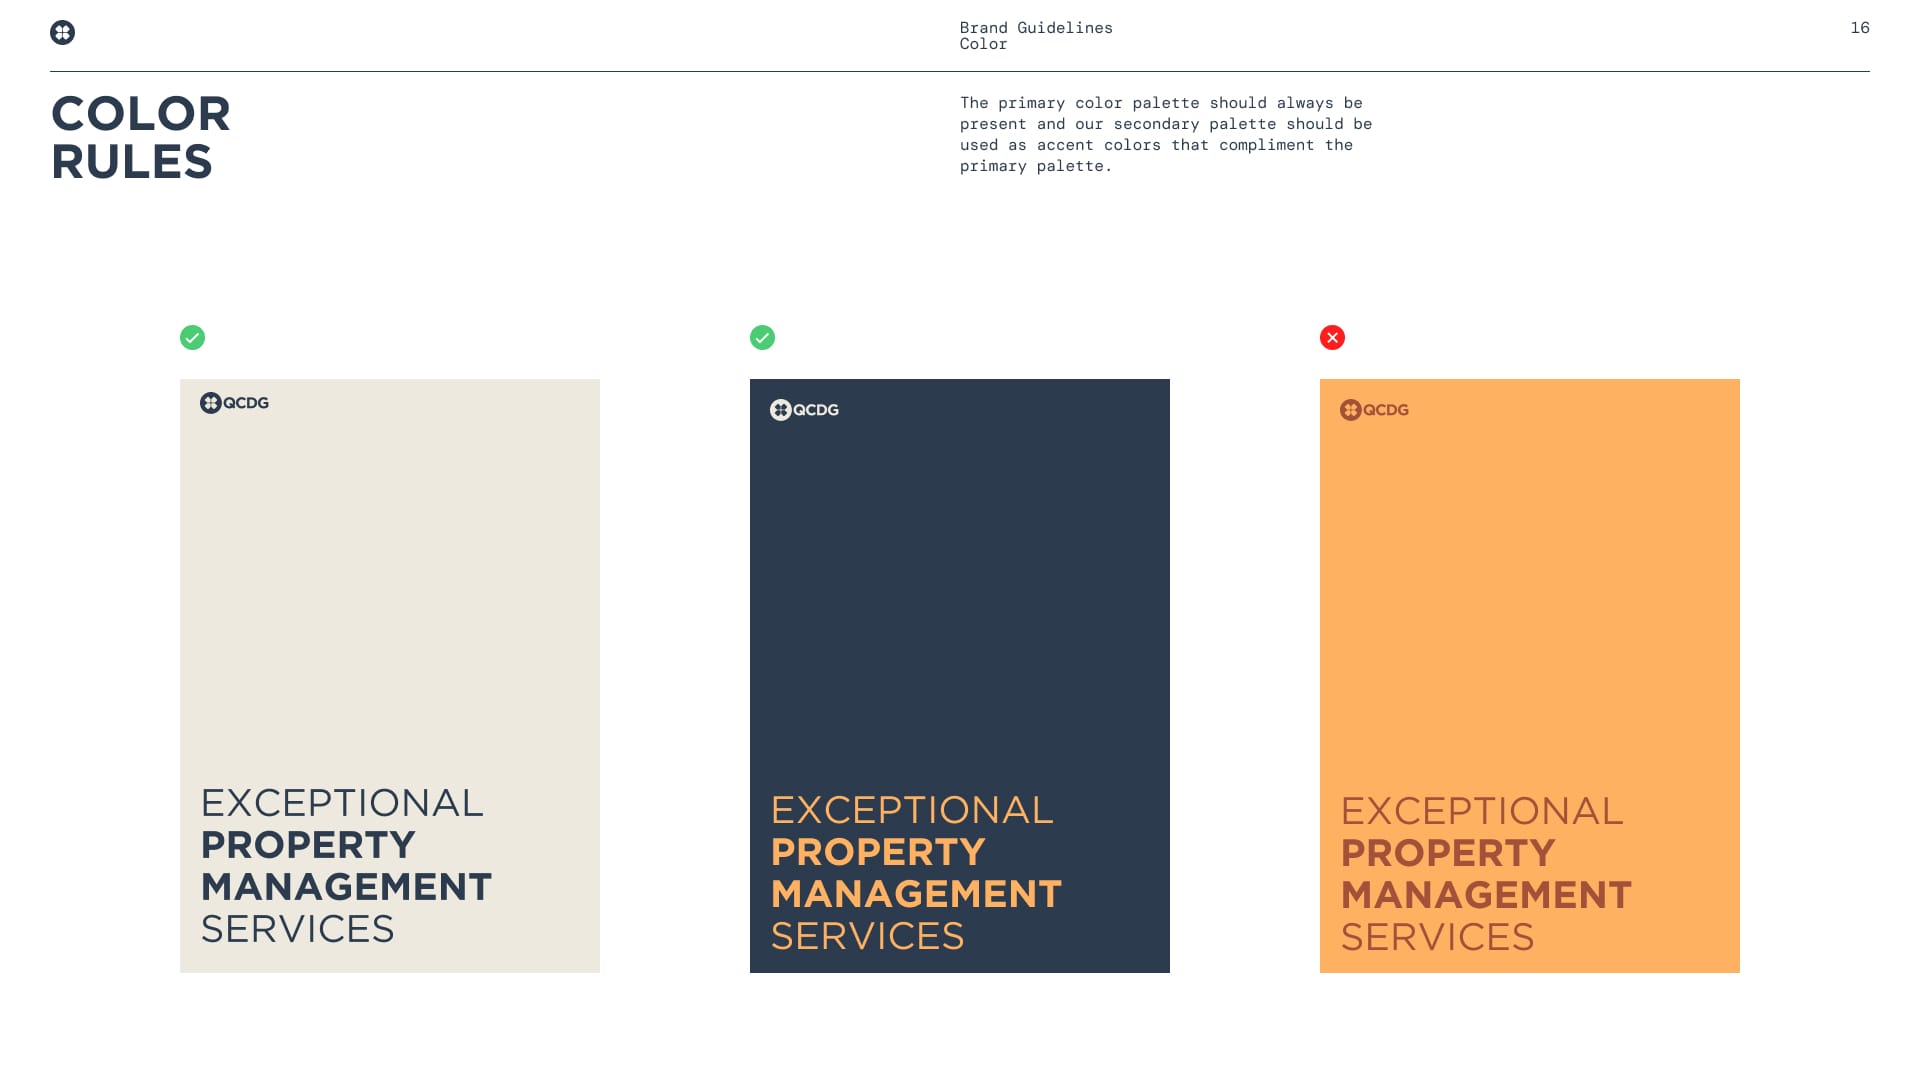 Brand Guidelines
Color
16
COLOR
RULES
The primary color palette should always be
present and our secondary palette should be
used as accent colors that compliment the
primary palette.
QCDG
EXCEPTIONAL
PROPERTY
MANAGEMENT
SERVICES
QCDG
EXCEPTIONAL
PROPERTY
MANAGEMENT
SERVICES
QCDG
EXCEPTIONAL
PROPERTY
MANAGEMENT
SERVICES